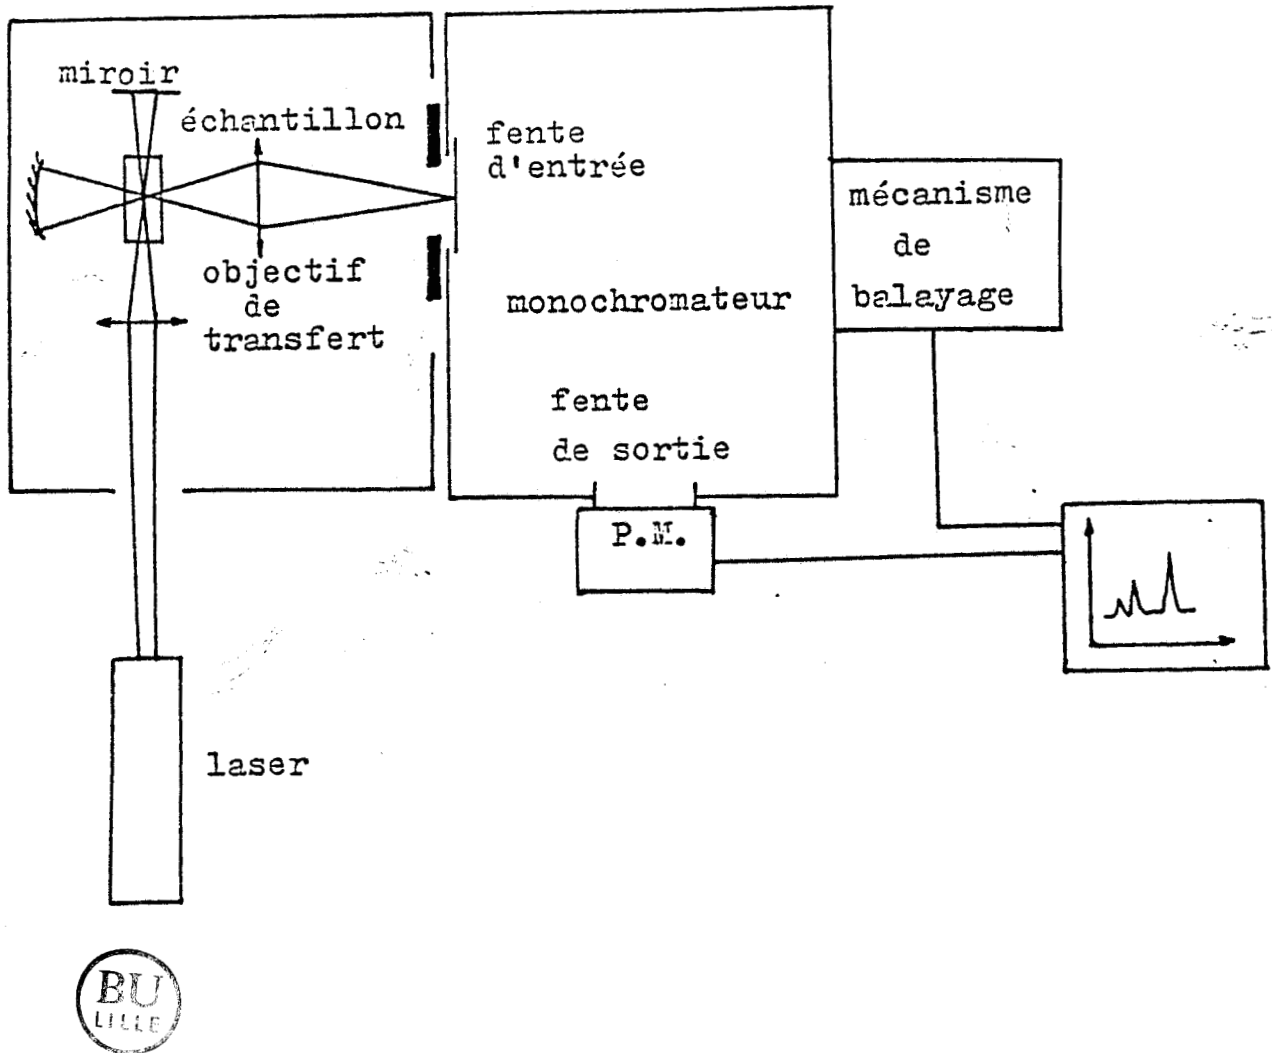 miroir
échantillon
fente
d'entrée
mécanisme
de
balayage
objectif
de
transfert
monochromateur
fente
de sortie
P.M.
laser
BU
LILLE